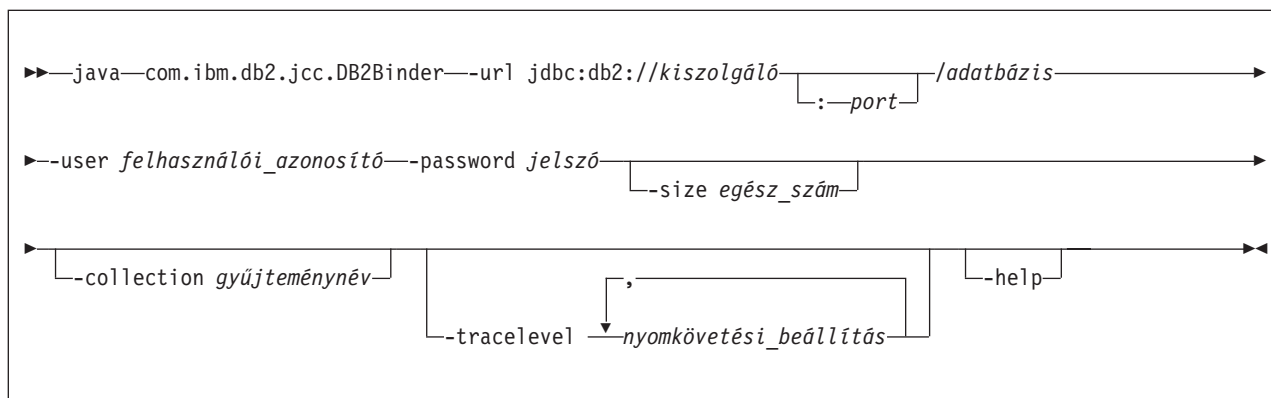 java com.ibm.db2.jcc.DB2Binder -url jdbc:db2://kiszolgáló :port /adatbázis
-user felhasználói_azonosító -password jelszó -size egész_szám
-collection gyűjteménynév -tracelevel , nyomkövetési_beállítás -help